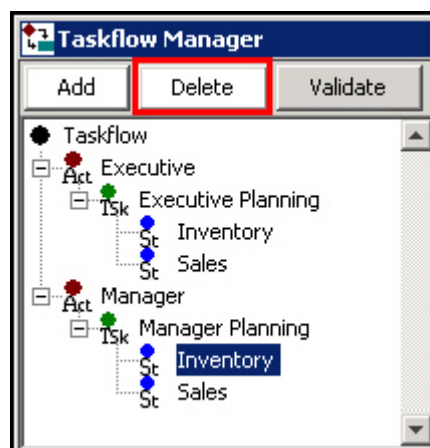 Taskflow Manager
Add Delete Validate
Taskflow
Act Executive
Tsk Executive Planning
St Inventory
St Sales
Act Manager
Tsk Manager Planning
St Inventory
St Sales